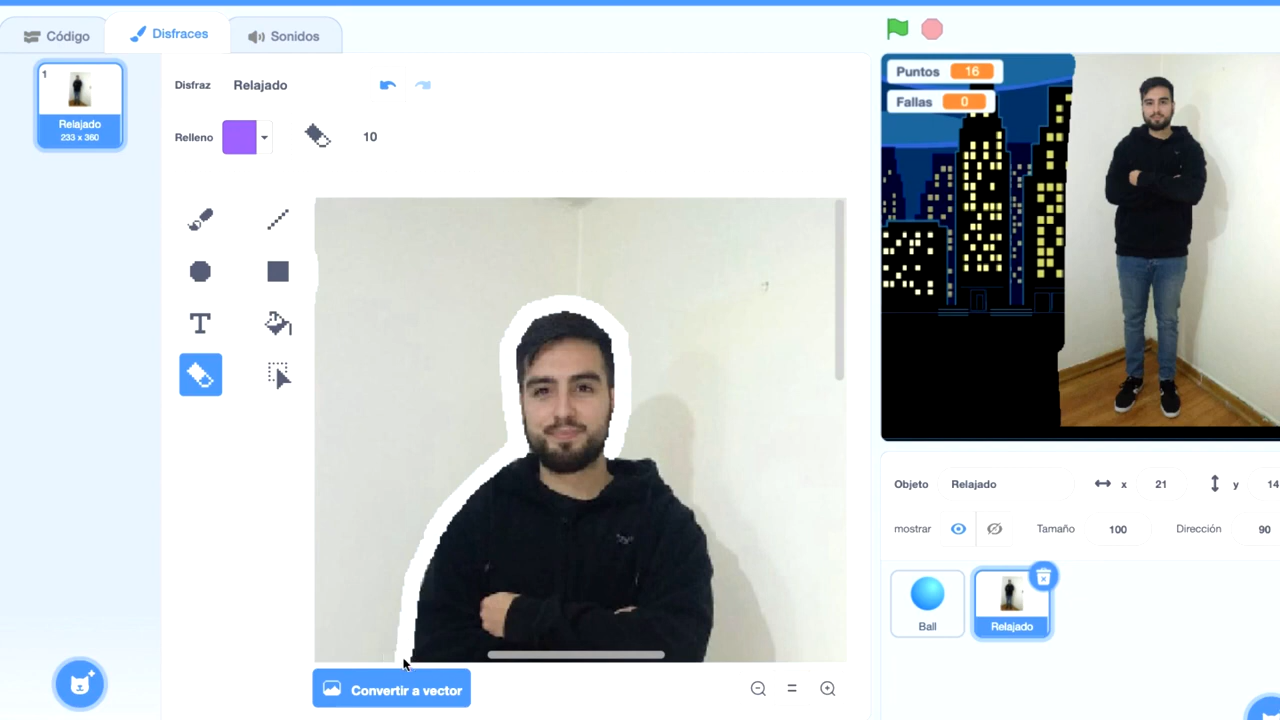 Código
Disfraces
Sonidos
1
Relajado
233 x 360
Disfraz
Relajado
Relleno
10
T
Convertir a vector
Puntos 16
Fallas 0
Objeto Relajado x 21 y 14
mostrar Tamaño 100 Dirección 90
Ball
Relajado